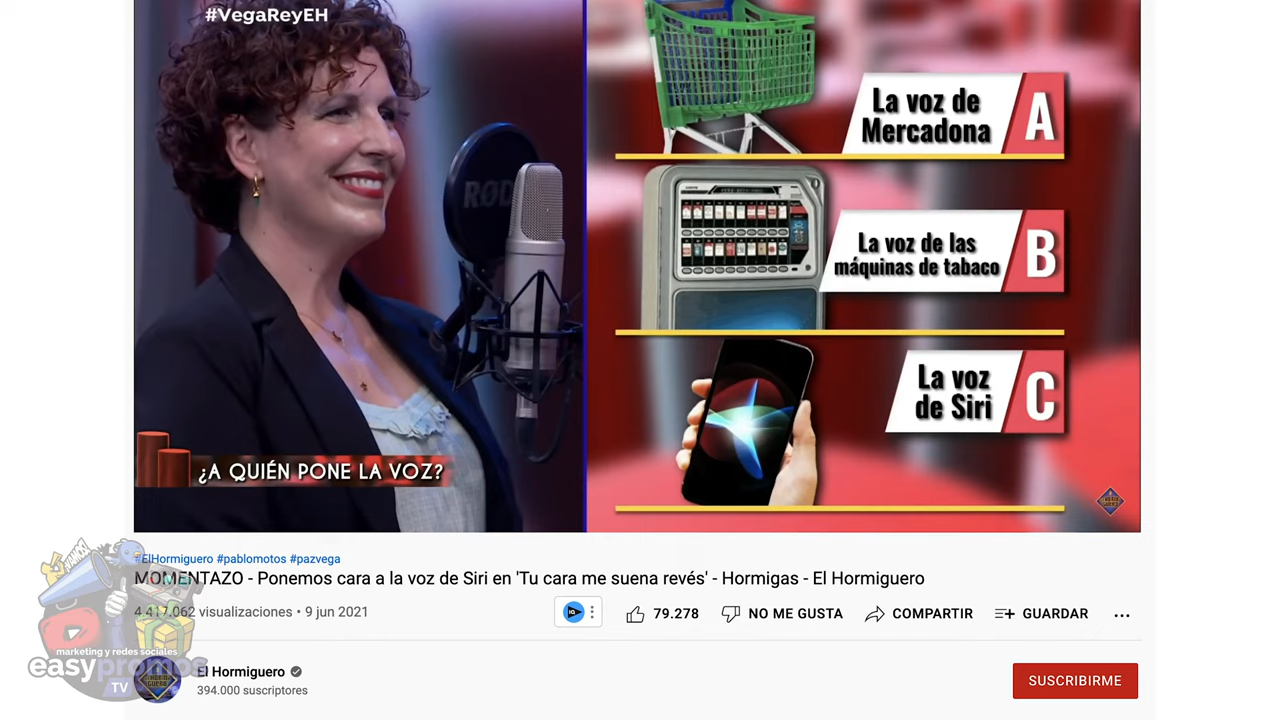 #VegaReyEH
RØD
La voz de
Mercadona
A
La voz de las
máquinas de tabaco
B
La voz
de Siri
C
¿A QUIÉN PONE LA VOZ?
#ElHormiguero #pablomotos #pazvega
MOMENTAZO - Ponemos cara a la voz de Siri en 'Tu cara me suena revés' - Hormigas - El Hormiguero
4.417.062 visualizaciones • 9 jun 2021
79.278
NO ME GUSTA
COMPARTIR
GUARDAR
¡VAMOS!
marketing y redes sociales
easypromos
TV
El Hormiguero
394.000 suscriptores
SUSCRIBIRME